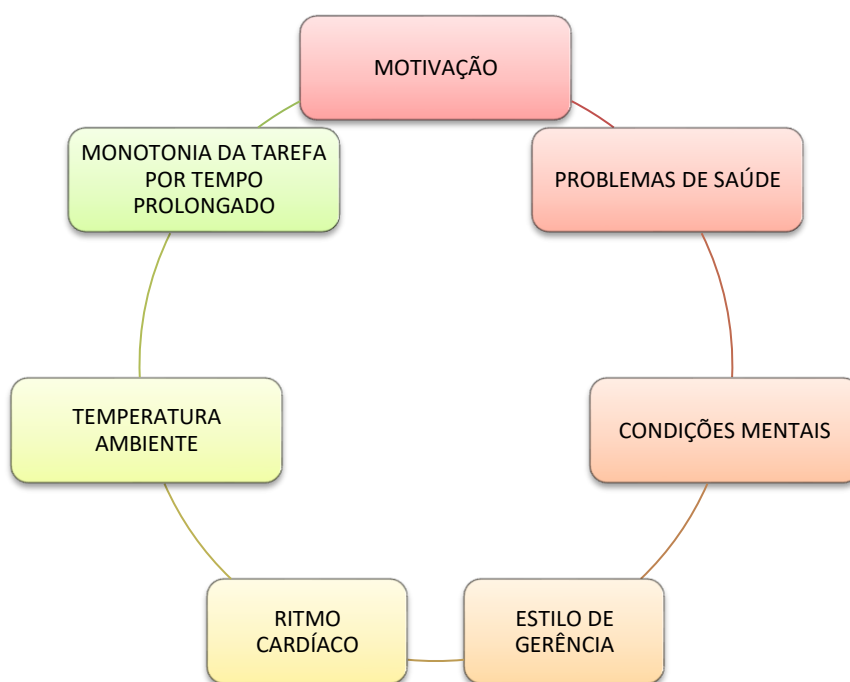 MOTIVAÇÃO
PROBLEMAS DE SAÚDE
CONDIÇÕES MENTAIS
ESTILO DE
GERÊNCIA
RITMO
CARDÍACO
TEMPERATURA
AMBIENTE
MONOTONIA DA TAREFA
POR TEMPO
PROLONGADO